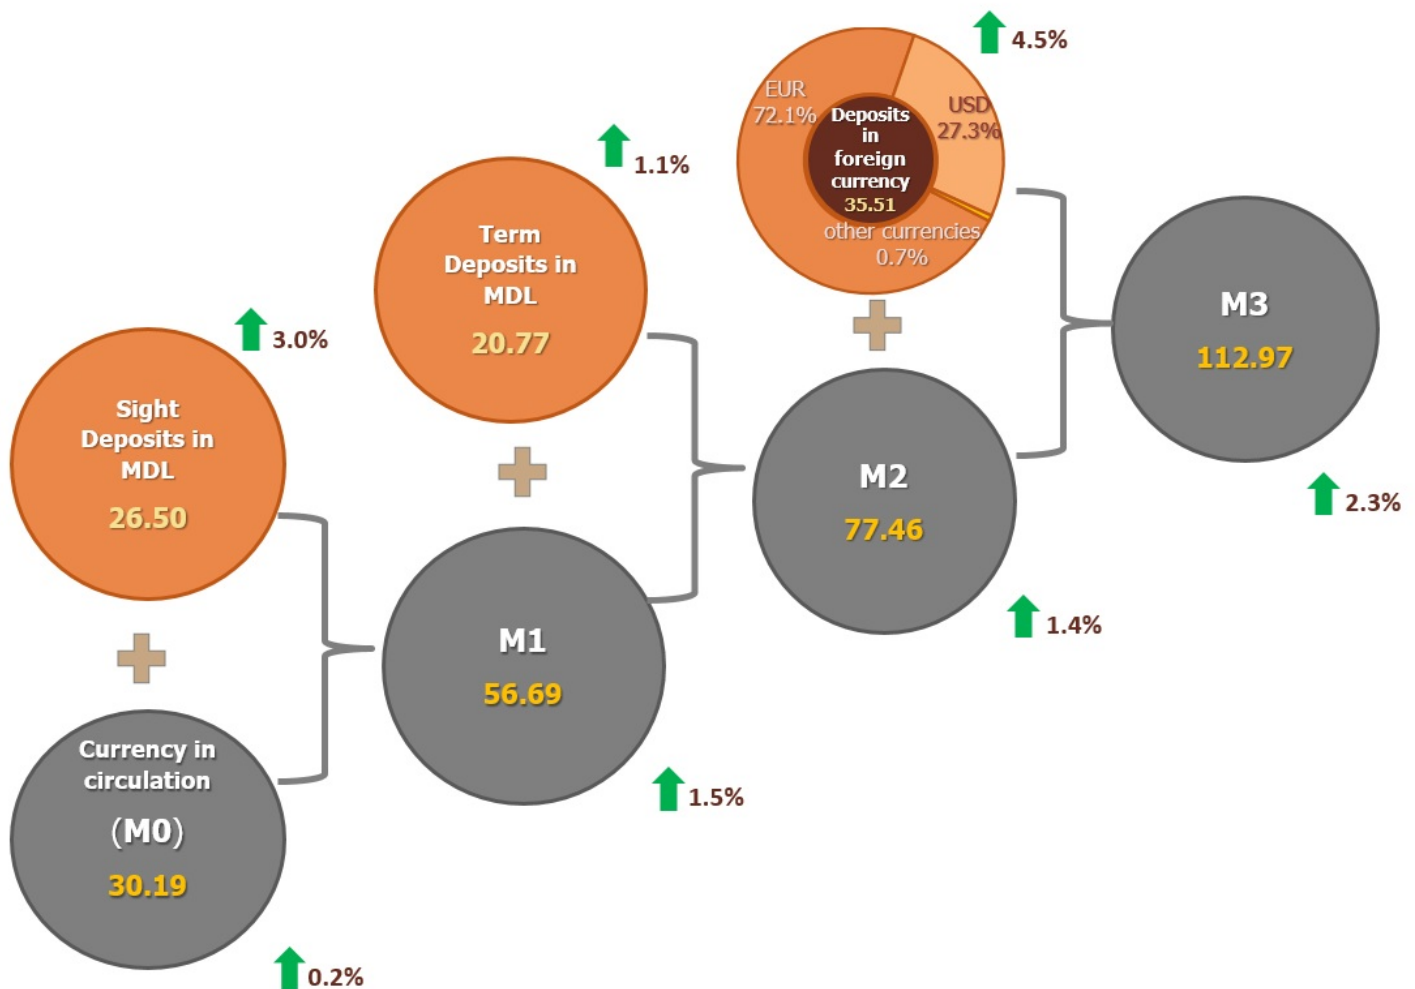 3.0%
Sight
Deposits in
MDL
26.50
Currency in
circulation
(M0)
30.19
0.2%
1.1%
Term
Deposits in
MDL
20.77
M1
56.69
1.5%
4.5%
EUR
72.1%
USD
27.3%
Deposits
in
foreign
currency
35.51
other currencies
0.7%
M2
77.46
1.4%
M3
112.97
2.3%